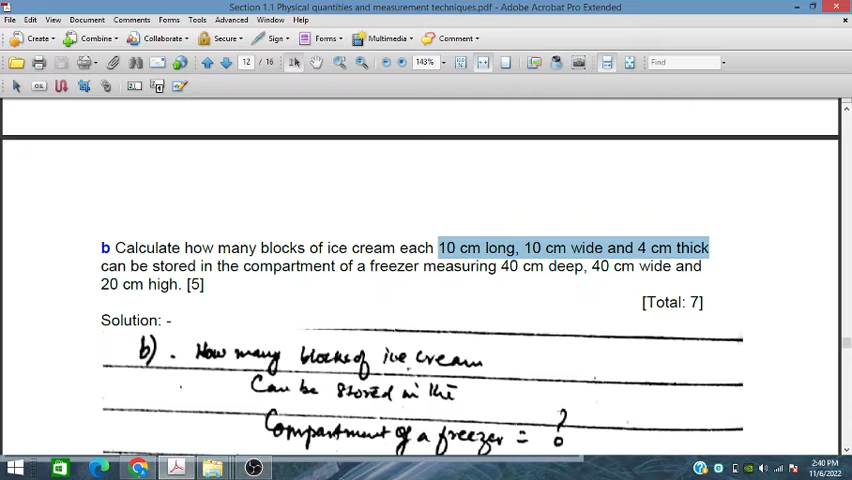 Section 1.1 Physical quantities and measurement techniques.pdf - Adobe Acrobat Pro Extended
File Edit View Document Comments Forms Tools Advanced Window Help
Create Combine Collaborate Secure Sign Forms Multimedia Comment
12 / 16 143% Find
b Calculate how many blocks of ice cream each 10 cm long, 10 cm wide and 4 cm thick
can be stored in the compartment of a freezer measuring 40 cm deep, 40 cm wide and
20 cm high. [5]
[Total: 7]
Solution: -
b). How many blocks of ice cream
Can be stored in the
Compartment of a freezer = ?
2:40 PM
11/6/2022